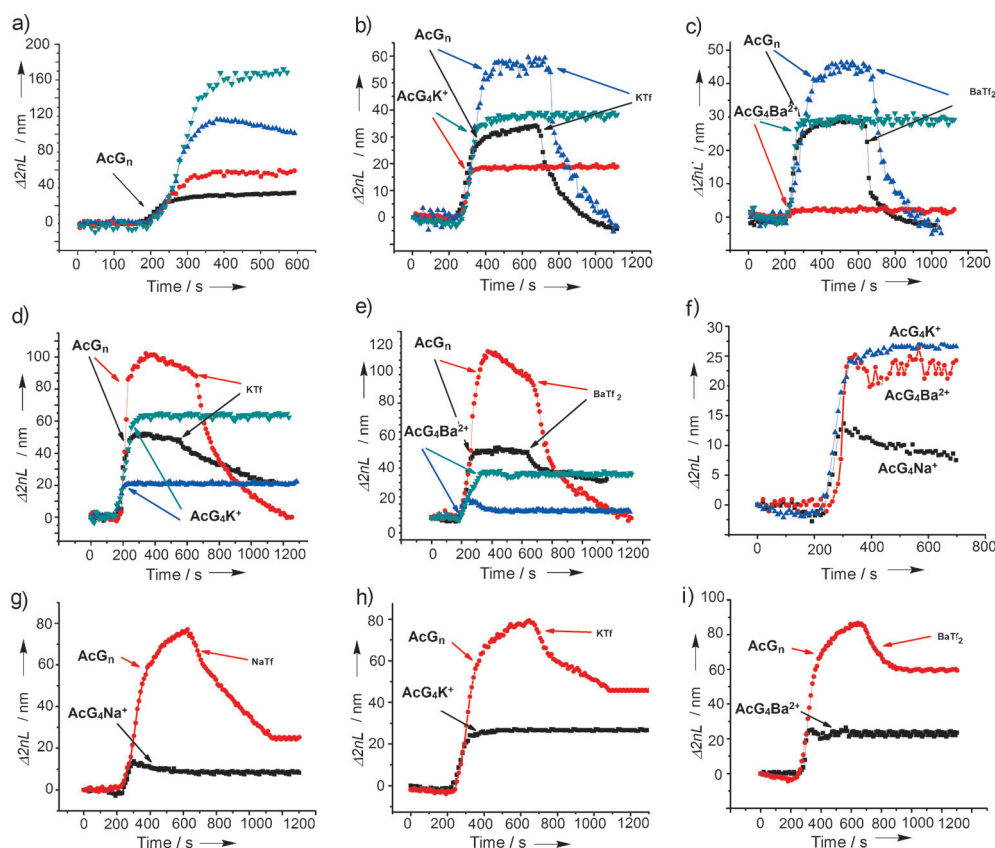 a)
200
160
120
80
40
0
Δ2nL / nm
AcGn
0 100 200 300 400 500 600
Time / s
b)
60
50
40
30
20
10
0
Δ2nL / nm
AcGn
AcG4K+
KTf
0 200 400 600 800 1000 1200
Time / s
c)
50
40
30
20
10
0
Δ2nL / nm
AcGn
AcG4Ba2+
BaTf2
0 200 400 600 800 1000 1200
Time / s
d)
100
80
60
40
20
0
Δ2nL / nm
AcGn
KTf
AcG4K+
0 200 400 600 800 1000 1200
Time / s
e)
120
100
80
60
40
20
0
Δ2nL / nm
AcGn
BaTf2
AcG4Ba2+
0 200 400 600 800 1000 1200
Time / s
f)
30
25
20
15
10
5
0
-5
Δ2nL / nm
AcG4K+
AcG4Ba2+
AcG4Na+
0 200 400 600 800
Time / s
g)
80
60
40
20
0
Δ2nL / nm
AcGn
NaTf
AcG4Na+
0 200 400 600 800 1000 1200
Time / s
h)
80
60
40
20
0
Δ2nL / nm
AcGn
KTf
AcG4K+
0 200 400 600 800 1000 1200
Time / s
i)
100
80
60
40
20
0
Δ2nL / nm
AcGn
BaTf2
AcG4Ba2+
0 200 400 600 800 1000 1200
Time / s